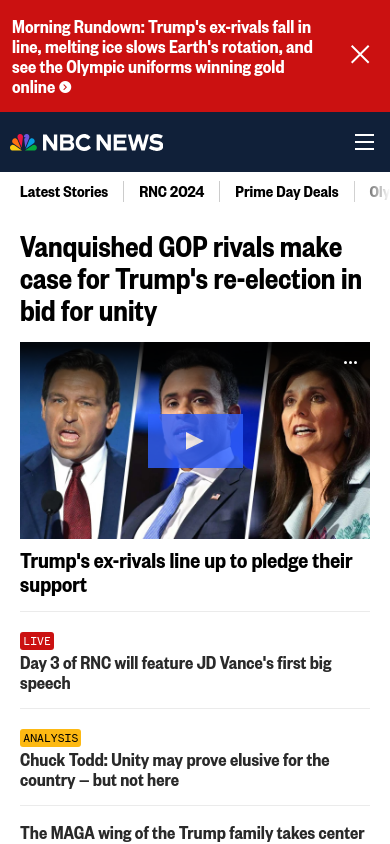 Morning Rundown: Trump's ex-rivals fall in
line, melting ice slows Earth's rotation, and
see the Olympic uniforms winning gold
online
NBC NEWS
Latest Stories
RNC 2024
Prime Day Deals
Oly
Vanquished GOP rivals make
case for Trump's re-election in
bid for unity
Trump's ex-rivals line up to pledge their
support
LIVE
Day 3 of RNC will feature JD Vance's first big
speech
ANALYSIS
Chuck Todd: Unity may prove elusive for the
country — but not here
The MAGA wing of the Trump family takes center